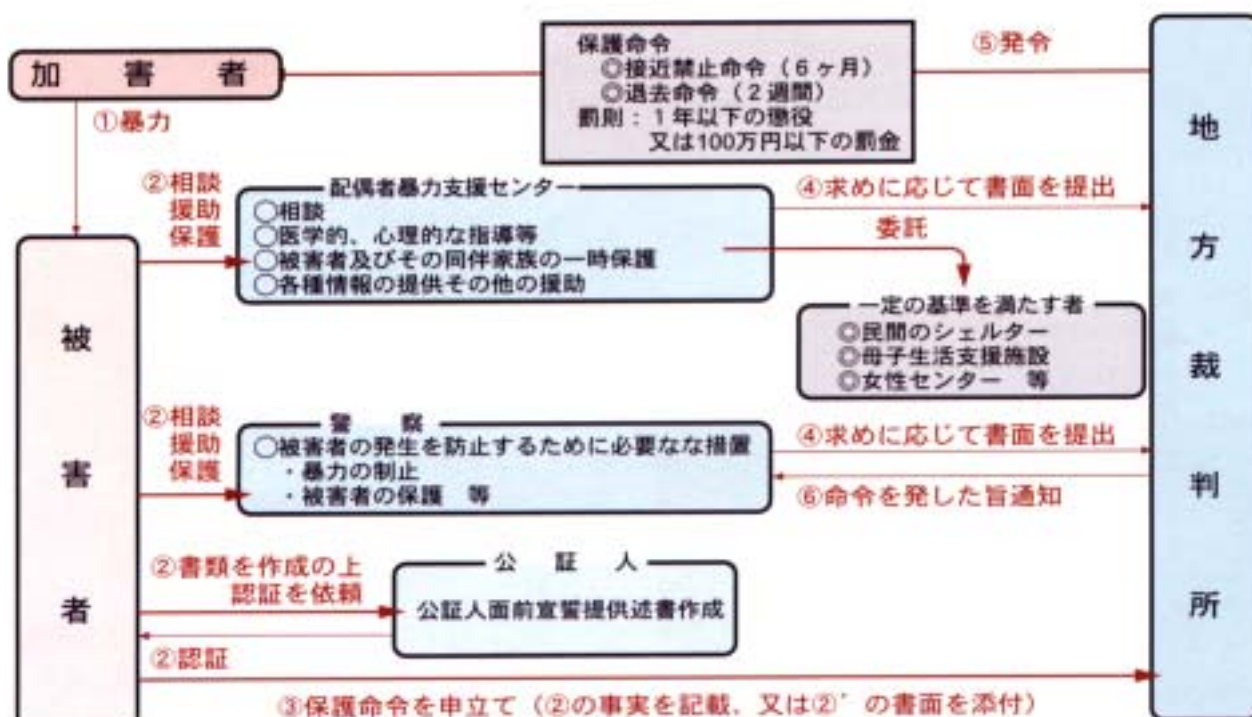 保護命令
◎接近禁止命令(6ヶ月)
◎退去命令(2週間)
罰則:1年以下の懲役
又は100万円以下の罰金
⑤発令
加害者
①暴力
地方裁判所
②相談
援助
保護
配偶者暴力支援センター
〇相談
〇医学的、心理的な指導等
〇被害者及びその同伴家族の一時保護
〇各種情報の提供その他の援助
④求めに応じて書面を提出
委託
一定の基準を満たす者
◎民間のシェルター
◎母子生活支援施設
◎女性センター 等
被害者
②相談
援助
保護
警察
〇被害者の発生を防止するために必要なな措置
・暴力の制止
・被害者の保護 等
④求めに応じて書面を提出
⑥命令を発した旨通知
②書類を作成の上
認証を依頼
公証人
公証人面前宣誓提供述書作成
②認証
③保護命令を申立て(②の事実を記載、又は②’の書面を添付)